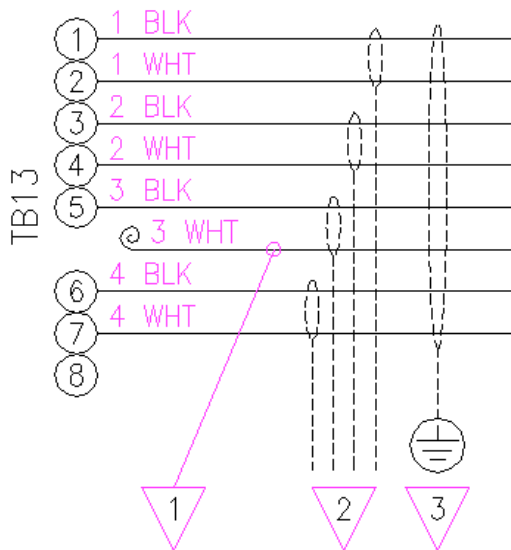 1 1 BLK
2 1 WHT
3 2 BLK
4 2 WHT
5 3 BLK
3 WHT
6 4 BLK
7 4 WHT
8
TB13
1 2 3